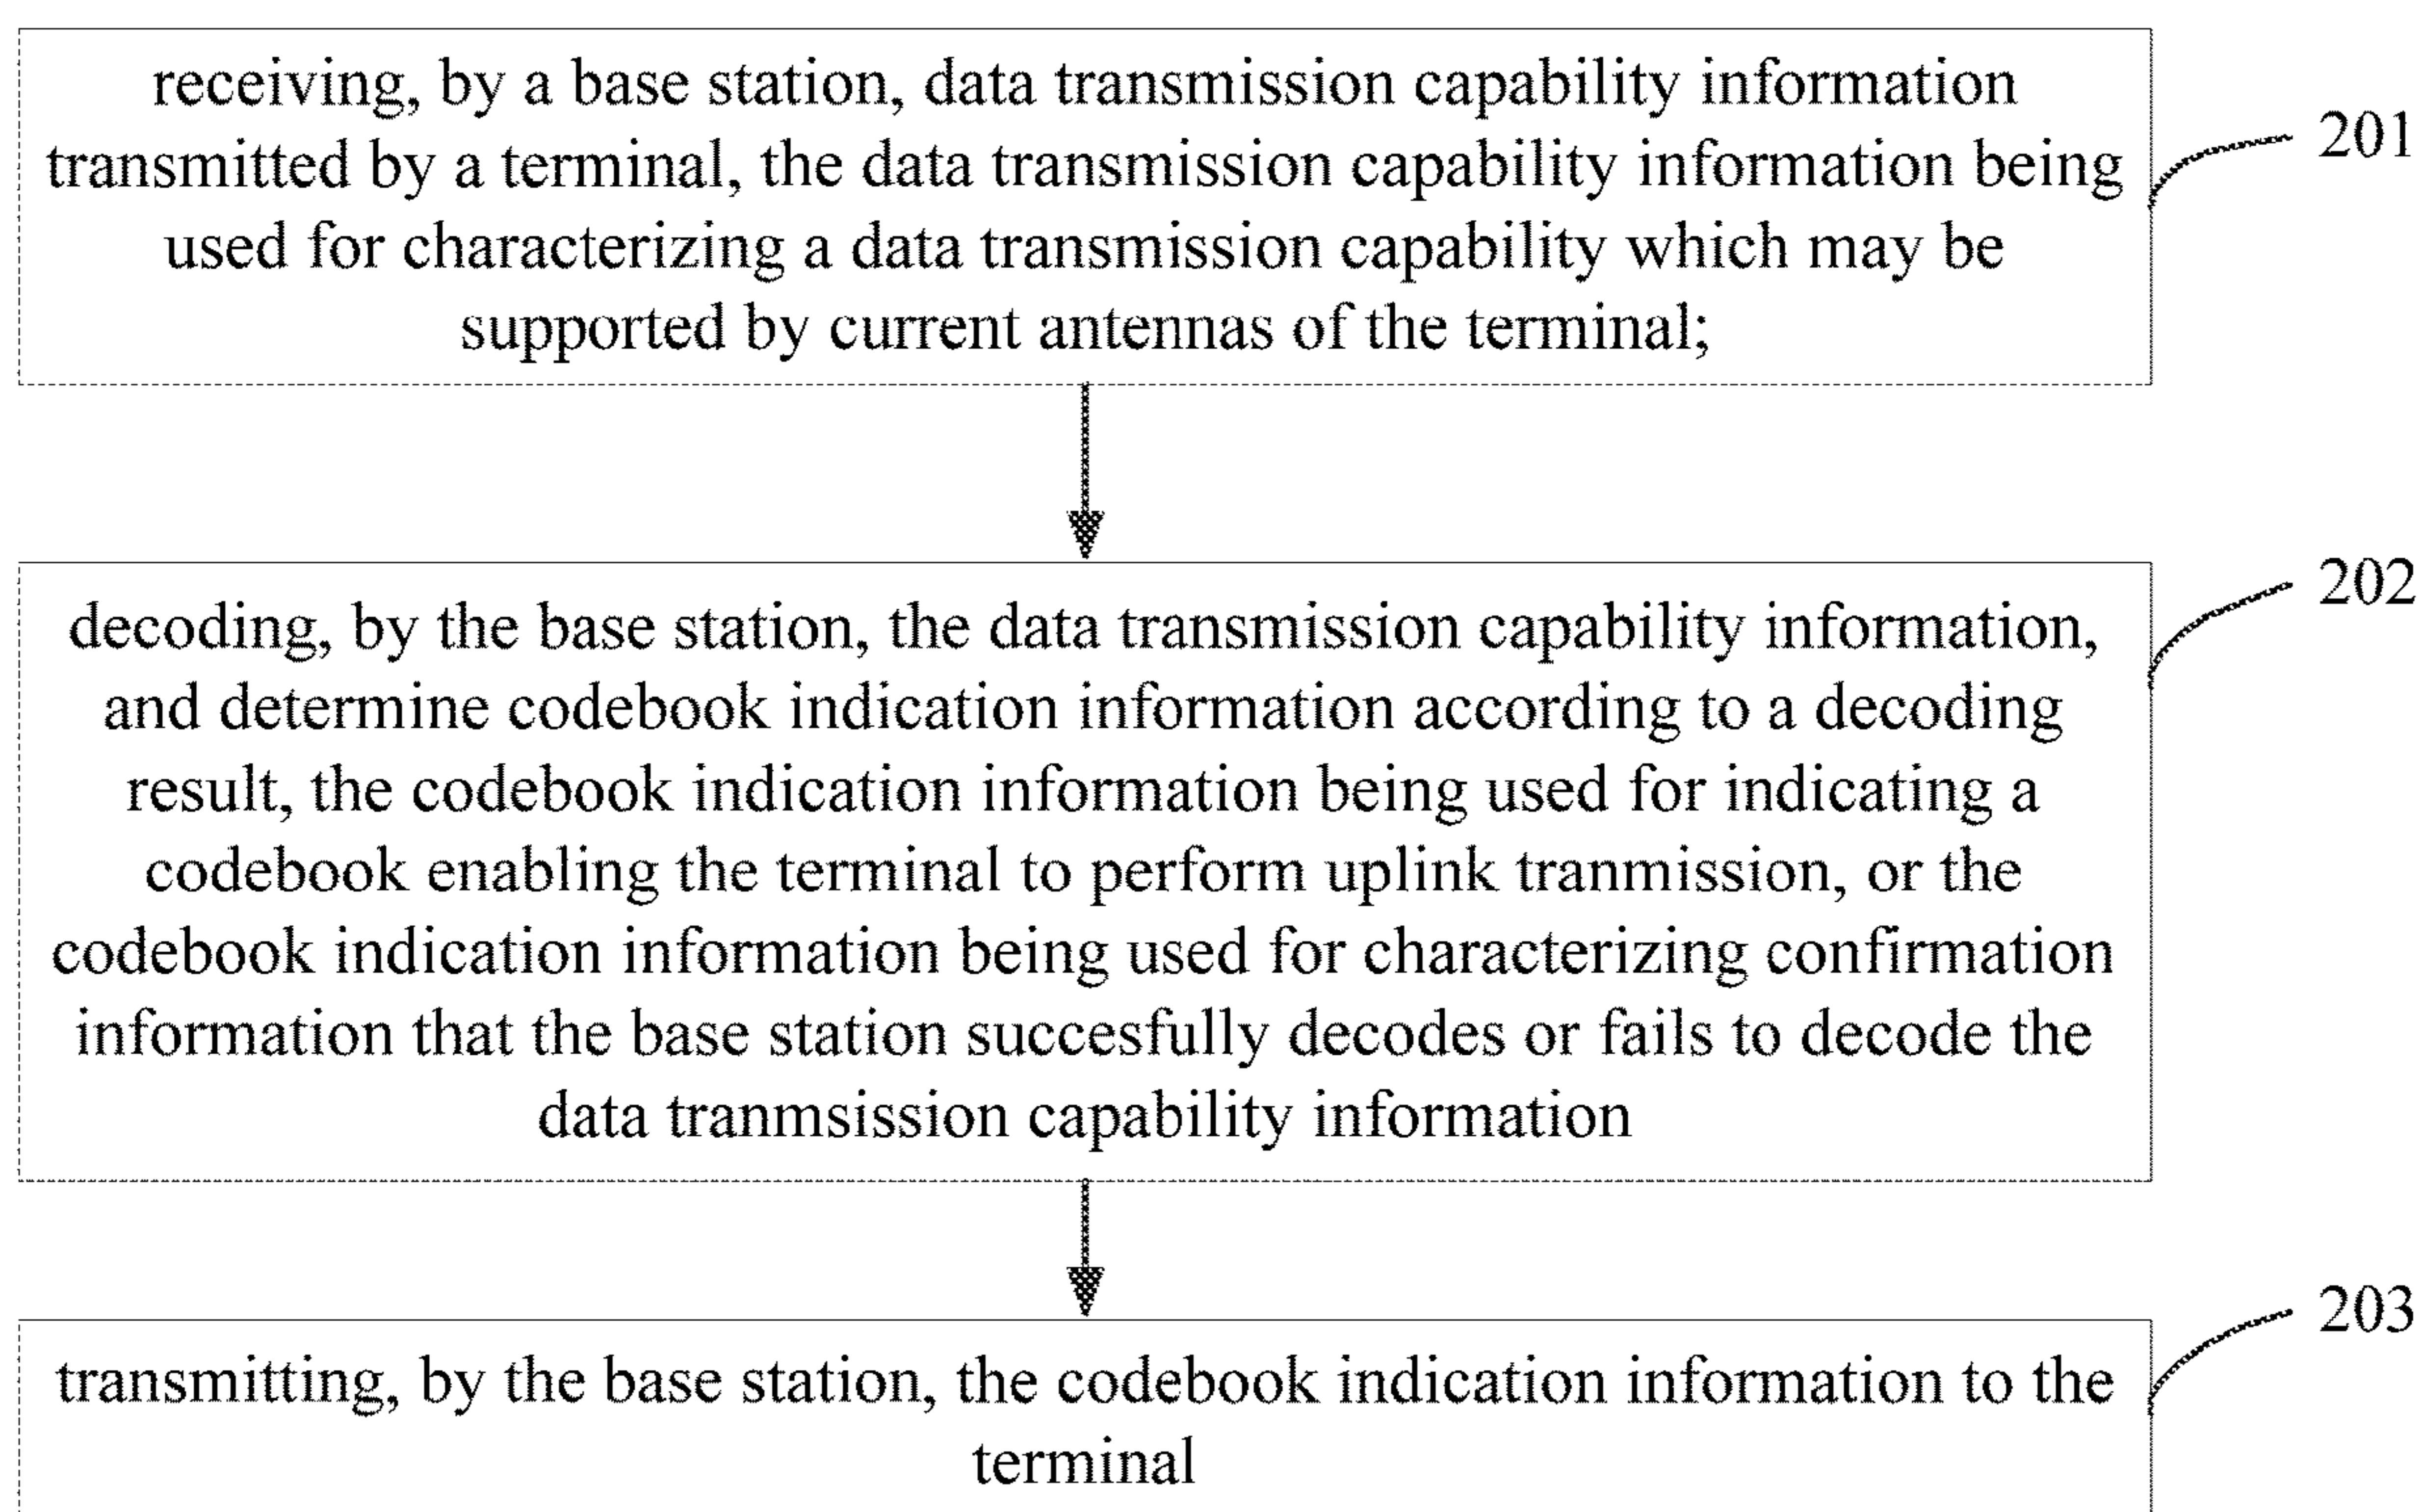 receiving, by a base station, data transmission capability information
transmitted by a terminal, the data transmission capability information being
used for characterizing a data transmission capability which may be
supported by current antennas of the terminal;
201
decoding, by the base station, the data transmission capability information,
and determine codebook indication information according to a decoding
result, the codebook indication information being used for indicating a
codebook enabling the terminal to perform uplink tranmission, or the
codebook indication information being used for characterizing confirmation
information that the base station succesfully decodes or fails to decode the
data tranmsission capability information
202
transmitting, by the base station, the codebook indication information to the
terminal
203